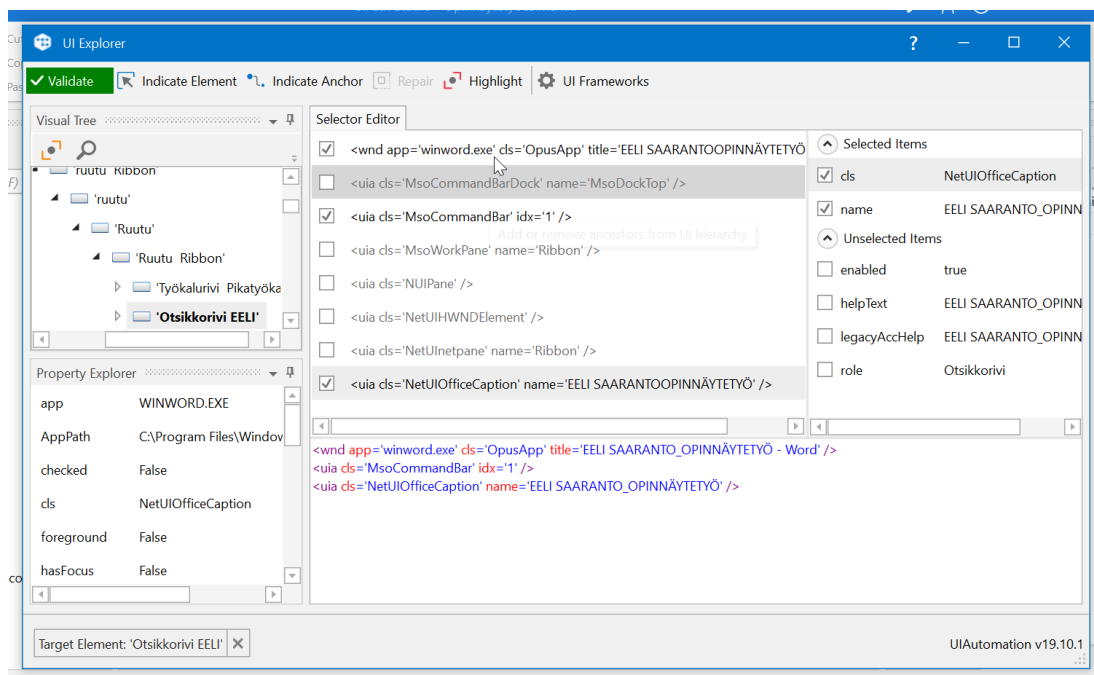 UI Explorer
?
Validate Indicate Element Indicate Anchor Repair Highlight UI Frameworks
Visual Tree
ruutu Ribbon
'ruutu'
'Ruutu'
'Ruutu Ribbon'
'Työkalurivi Pikatyöka
'Otsikkorivi EELI'
Property Explorer
app WINWORD.EXE
AppPath C:\Program Files\Window
checked False
cls NetUIOfficeCaption
foreground False
hasFocus False
Selector Editor
<wnd app='winword.exe' cls='OpusApp' title='EELI SAARANTOOPINNÄYTETYÖ
<uia cls='MsoCommandBarDock' name='MsoDockTop' />
<uia cls='MsoCommandBar' idx='1' />
Add or remove ancestors from UI hierarchy
<uia cls='MsoWorkPane' name='Ribbon' />
<uia cls='NUIPane' />
<uia cls='NetUIHWNDElement' />
<uia cls='NetUInetpane' name='Ribbon' />
<uia cls='NetUIOfficeCaption' name='EELI SAARANTOOPINNÄYTETYÖ' />
Selected Items
cls NetUIOfficeCaption
name EELI SAARANTO_OPINN
Unselected Items
enabled true
helpText EELI SAARANTO_OPINN
legacyAccHelp EELI SAARANTO_OPINN
role Otsikkorivi
<wnd app='winword.exe' cls='OpusApp' title='EELI SAARANTO_OPINNÄYTETYÖ - Word' />
<uia cls='MsoCommandBar' idx='1' />
<uia cls='NetUIOfficeCaption' name='EELI SAARANTO_OPINNÄYTETYÖ' />
Target Element: 'Otsikkorivi EELI'
UIAutomation v19.10.1